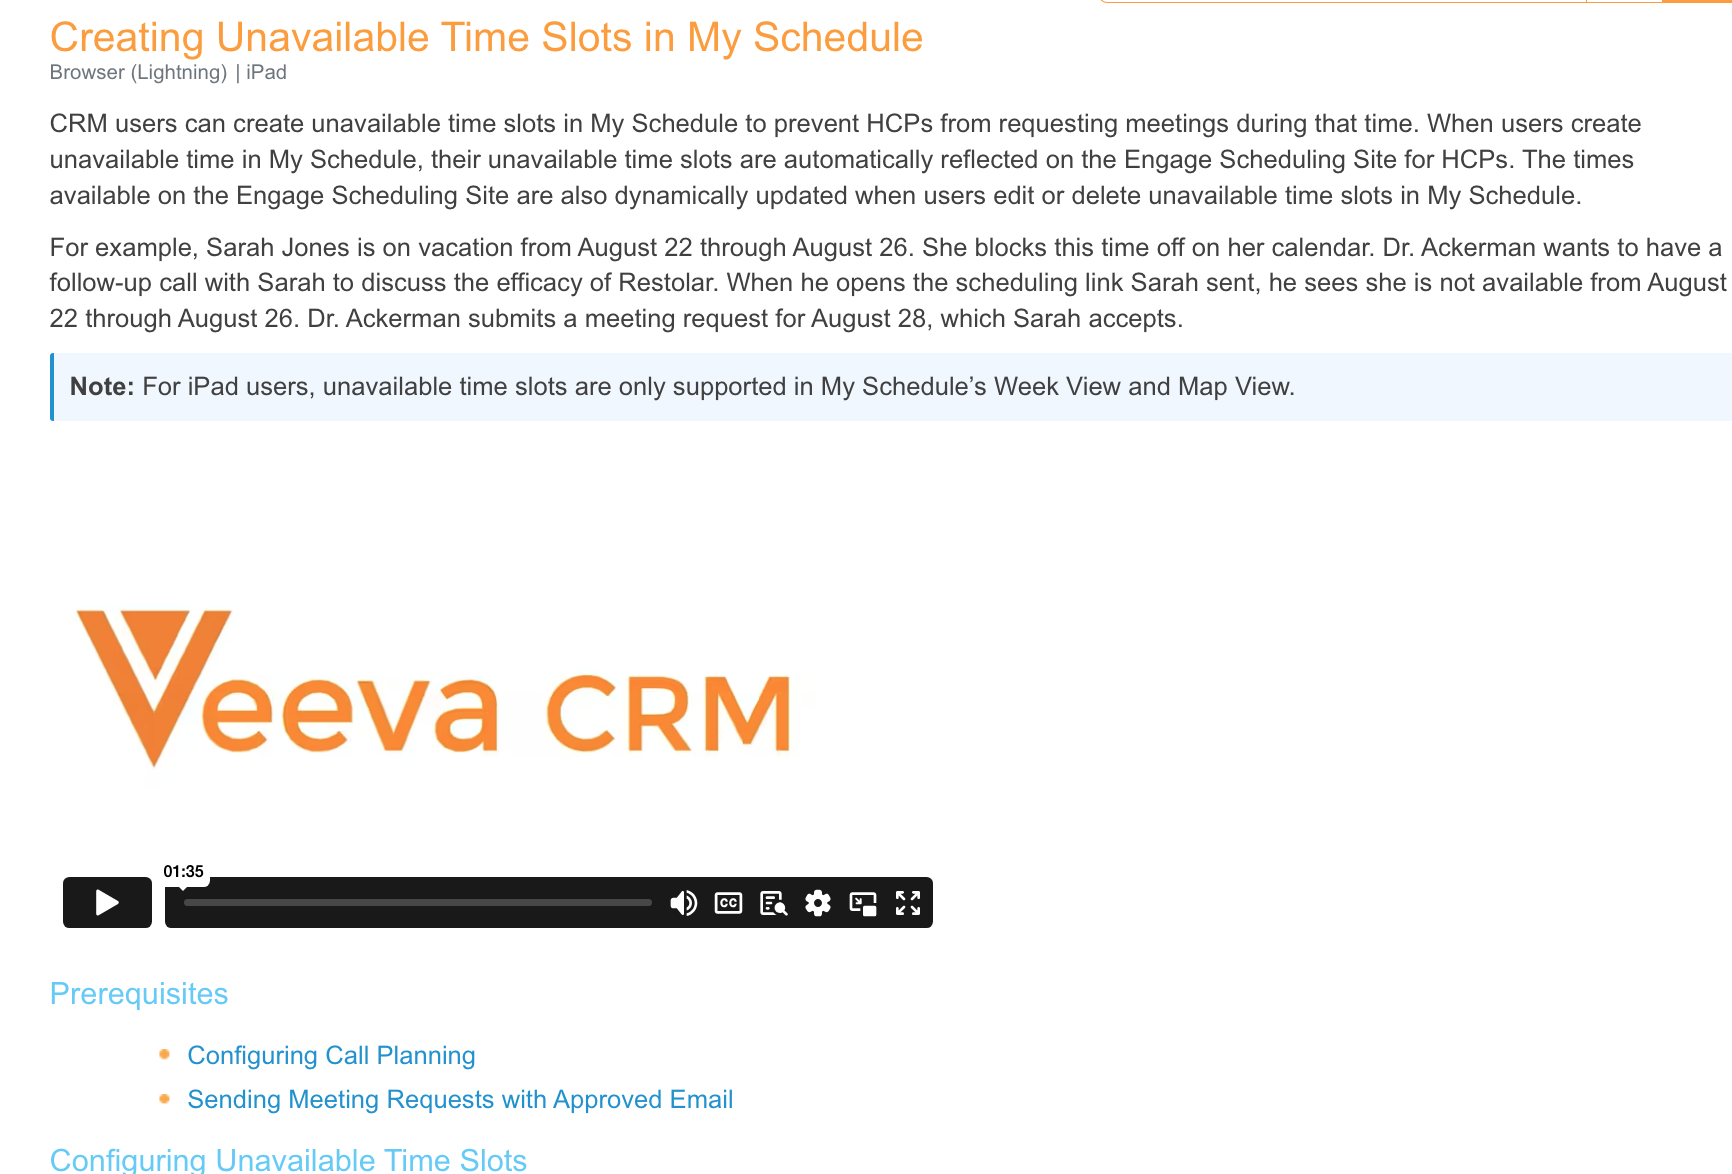 Creating Unavailable Time Slots in My Schedule
Browser (Lightning) | iPad
CRM users can create unavailable time slots in My Schedule to prevent HCPs from requesting meetings during that time. When users create
unavailable time in My Schedule, their unavailable time slots are automatically reflected on the Engage Scheduling Site for HCPs. The times
available on the Engage Scheduling Site are also dynamically updated when users edit or delete unavailable time slots in My Schedule.
For example, Sarah Jones is on vacation from August 22 through August 26. She blocks this time off on her calendar. Dr. Ackerman wants to have a
follow-up call with Sarah to discuss the efficacy of Restolar. When he opens the scheduling link Sarah sent, he sees she is not available from August
22 through August 26. Dr. Ackerman submits a meeting request for August 28, which Sarah accepts.
Note: For iPad users, unavailable time slots are only supported in My Schedule’s Week View and Map View.
Veeva CRM
01:35
CC
Prerequisites
Configuring Call Planning
Sending Meeting Requests with Approved Email
Configuring Unavailable Time Slots